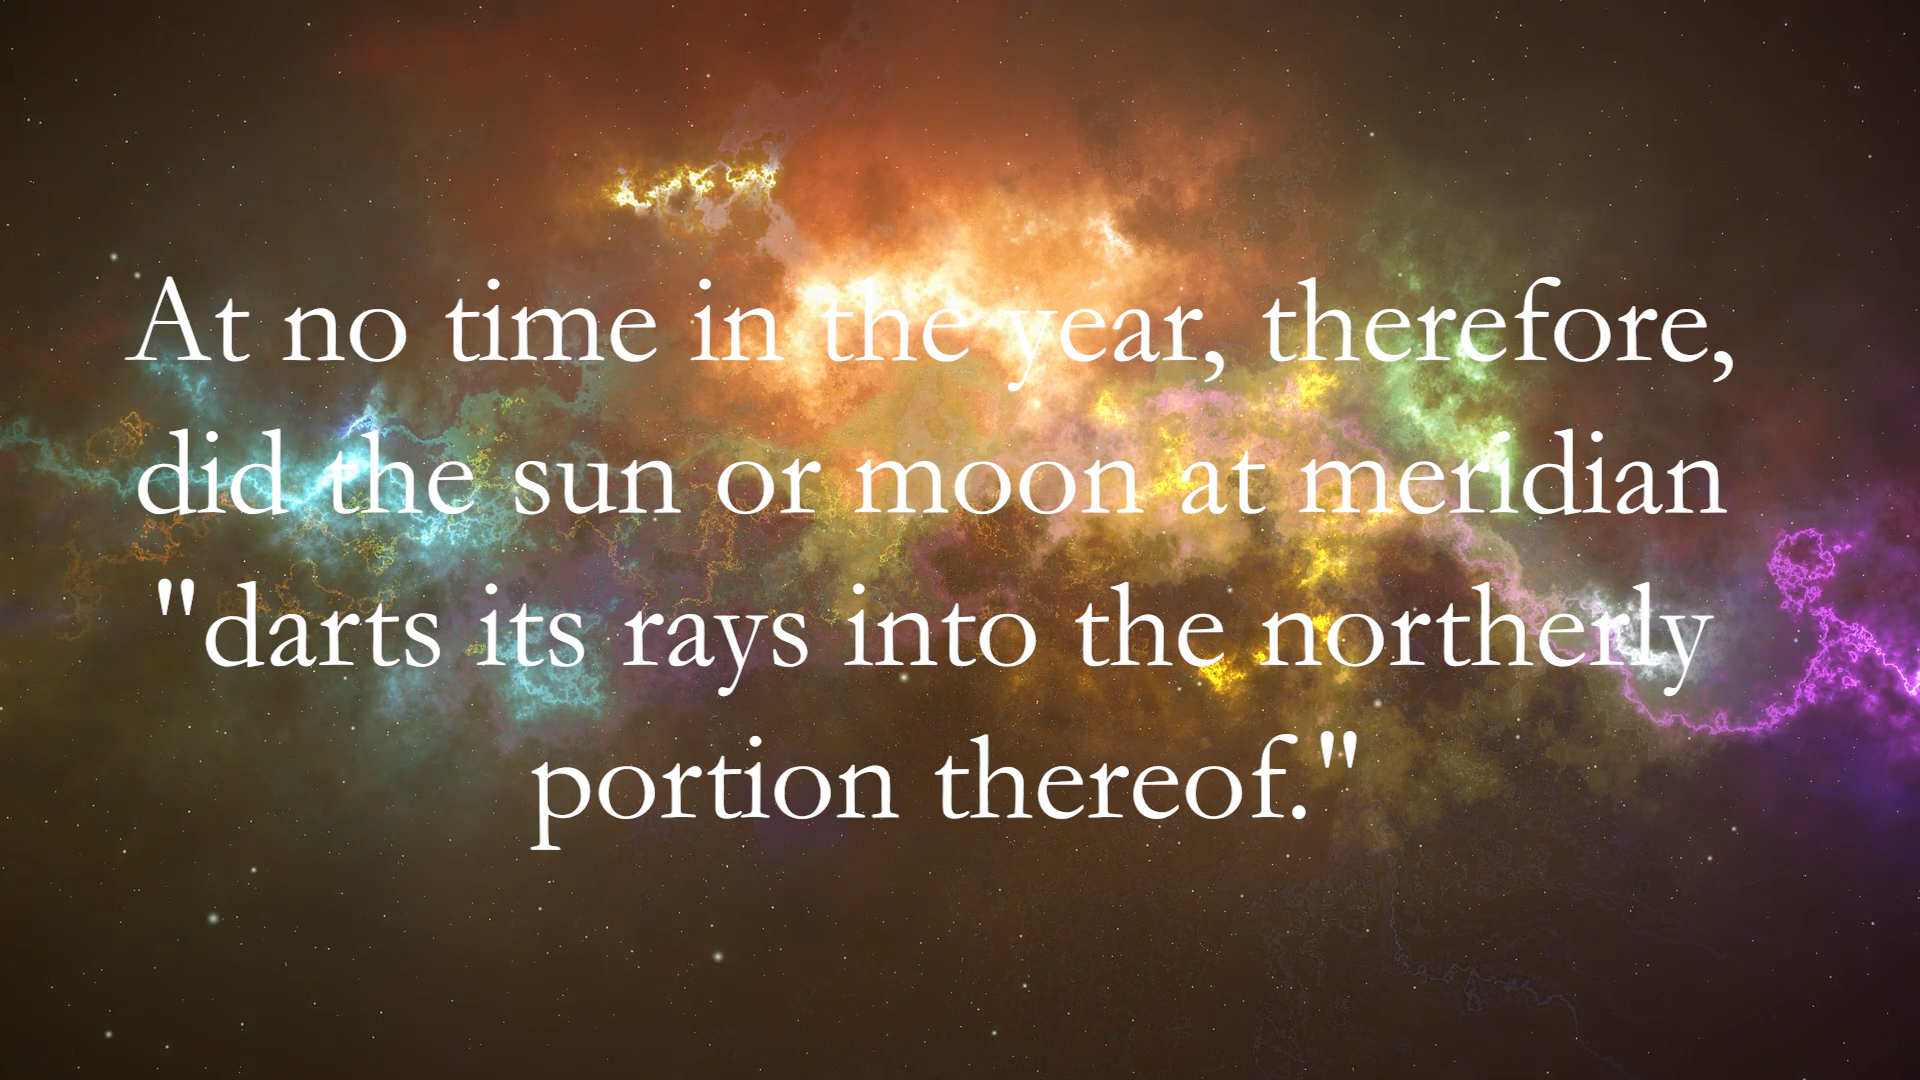 At no time in the year, therefore,
did the sun or moon at meridian
"darts its rays into the northerly
portion thereof."